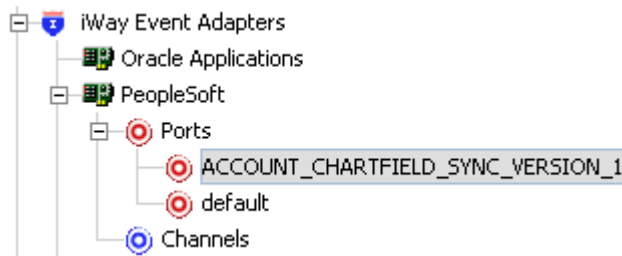 iWay Event Adapters
Oracle Applications
PeopleSoft
Ports
ACCOUNT_CHARTFIELD_SYNC_VERSION_1
default
Channels